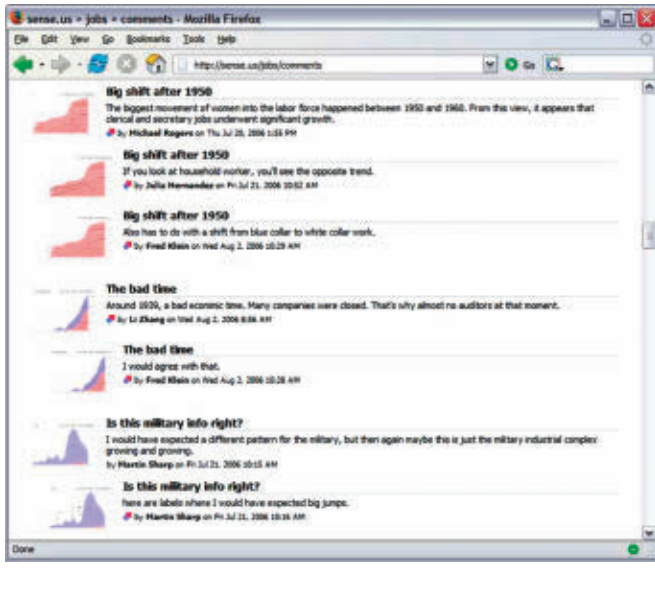 sense.us » jobs » comments - Mozilla Firefox
File Edit View Go Bookmarks Tools Help
http://sense.us/jobs/comments Go
Big shift after 1950
The biggest movement of women into the labor force happened between 1950 and 1960. From this view, it appears that
clerical and secretary jobs underwent significant growth.
by Michael Rogers on Thu Jul 20, 2006 1:55 PM
Big shift after 1950
If you look at household worker, you'll see the opposite trend.
by Julia Hernandez on Fri Jul 21, 2006 10:52 AM
Big shift after 1950
Also has to do with a shift from blue collar to white collar work.
by Fred Klein on Wed Aug 2, 2006 10:29 AM
The bad time
Around 1939, a bad economic time. Many companies were closed. That's why almost no auditors at that moment.
by Li Zhang on Wed Aug 2, 2006 8:56 AM
The bad time
I would agree with that.
by Fred Klein on Wed Aug 2, 2006 10:28 AM
Is this military info right?
I would have expected a different pattern for the military, but then again maybe this is just the military industrial complex
growing and growing.
by Martin Sharp on Fri Jul 21, 2006 10:15 AM
Is this military info right?
here are labels where I would have expected big jumps.
by Martin Sharp on Fri Jul 21, 2006 10:16 AM
Done